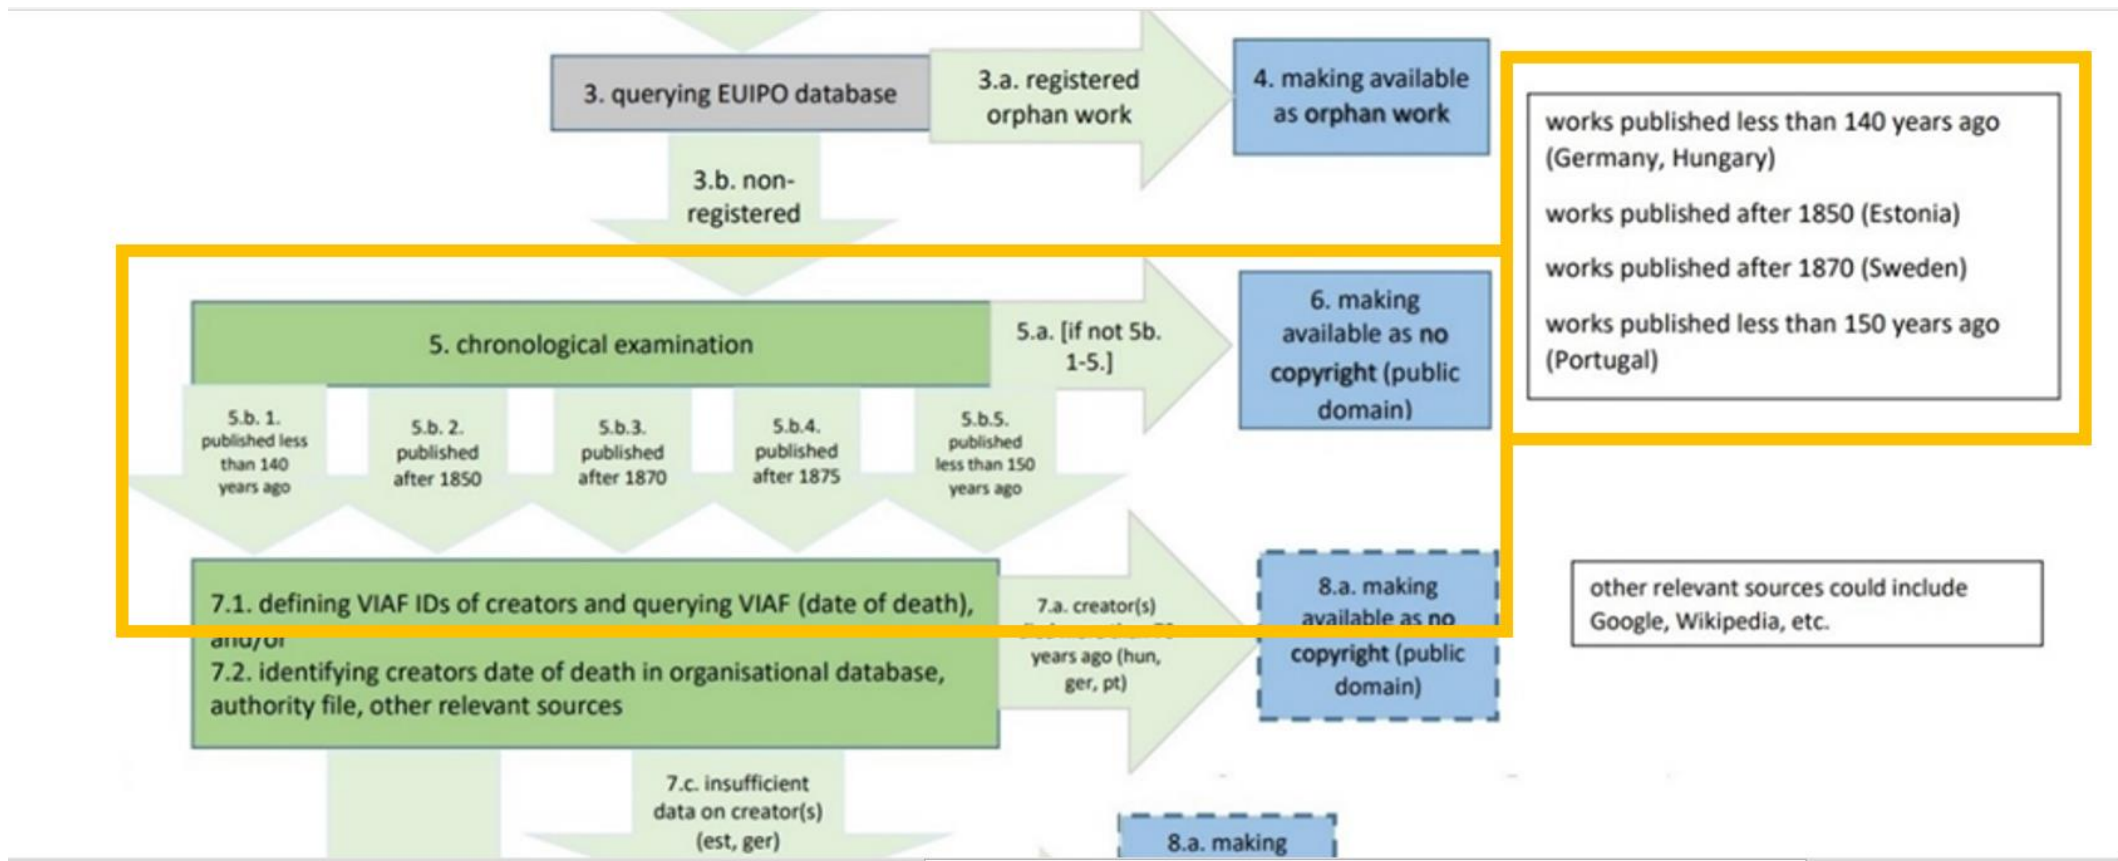 3. querying EUIPO database
3.a. registered
orphan work
4. making available
as orphan work
works published less than 140 years ago
(Germany, Hungary)
works published after 1850 (Estonia)
works published after 1870 (Sweden)
works published less than 150 years ago
(Portugal)
3.b. non-
registered
5. chronological examination
5.a. [if not 5b.
1-5.]
6. making
available as no
copyright (public
domain)
5.b. 1.
published less
than 140
years ago
5.b. 2.
published
after 1850
5.b.3.
published
after 1870
5.b.4.
published
after 1875
5.b.5.
published
less than 150
years ago
7.1. defining VIAF IDs of creators and querying VIAF (date of death),
and/or
7.2. identifying creators date of death in organisational database,
authority file, other relevant sources
7.a. creator(s)
years ago (hun,
ger, pt)
8.a. making
available as no
copyright (public
domain)
other relevant sources could include
Google, Wikipedia, etc.
7.c. insufficient
data on creator(s)
(est, ger)
8.a. making